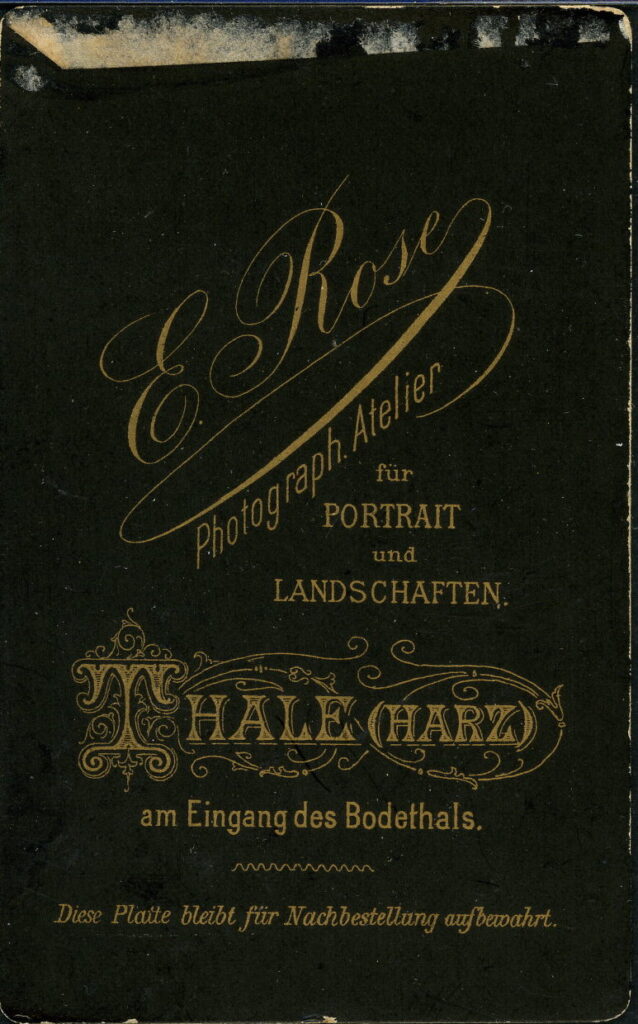 E. Rose
Photograph. Atelier
für
PORTRAIT
und
LANDSCHAFTEN.
THALE (HARZ)
am Eingang des Bodethals.
Diese Platte bleibt für Nachbestellung aufbewahrt.